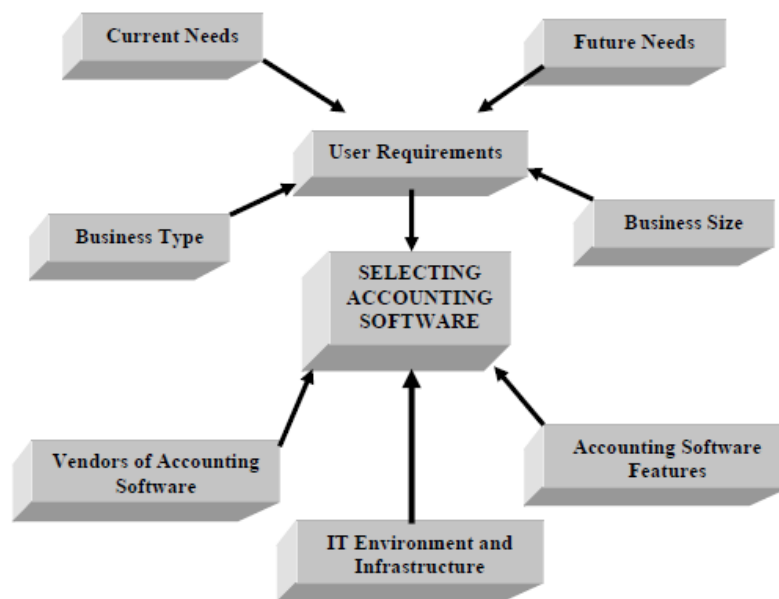 Current Needs
Future Needs
User Requirements
Business Type
Business Size
SELECTING
ACCOUNTING
SOFTWARE
Vendors of Accounting
Software
Accounting Software
Features
IT Environment and
Infrastructure